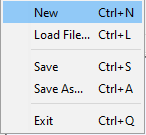 New Ctrl+N
Load File... Ctrl+L
Save Ctrl+S
Save As... Ctrl+A
Exit Ctrl+Q